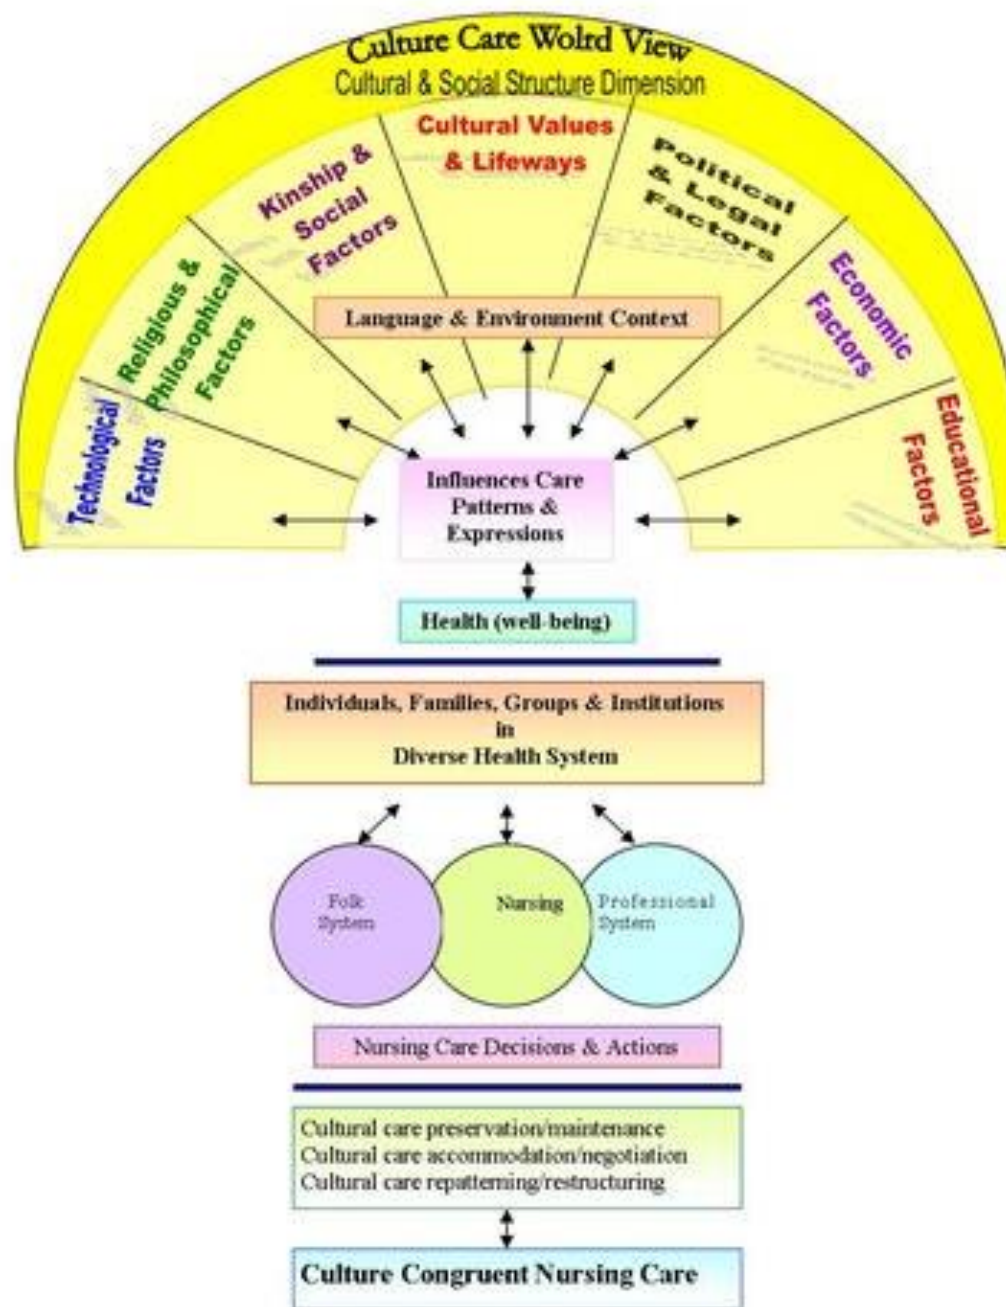 Culture Care Wolrd View
Cultural & Social Structure Dimension
Technological
Factors
Religious &
Philosophical
Factors
Kinship &
Social
Factors
Cultural Values
& Lifeways
Political
& Legal
Factors
Economic
Factors
Educational
Factors
Language & Environment Context
Influences Care
Patterns &
Expressions
Health (well-being)
Individuals, Families, Groups & Institutions
in
Diverse Health System
Folk
System
Nursing
Professional
System
Nursing Care Decisions & Actions
Cultural care preservation/maintenance
Cultural care accommodation/negotiation
Cultural care repatterning/restructuring
Culture Congruent Nursing Care